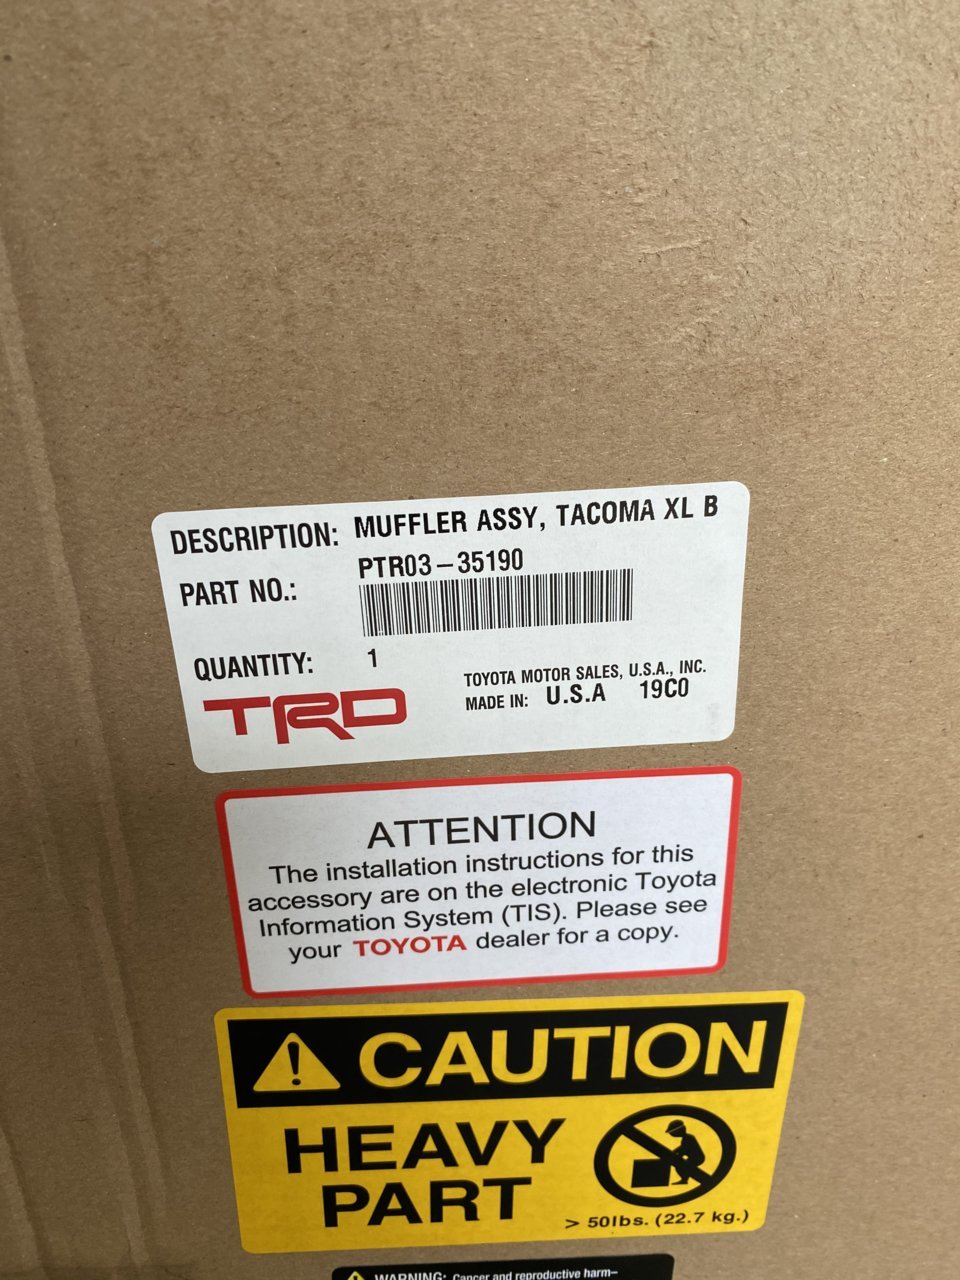 DESCRIPTION: MUFFLER ASSY, TACOMA XL B
PART NO.: PTR03-35190
QUANTITY: 1
TRD
TOYOTA MOTOR SALES, U.S.A., INC.
MADE IN: U.S.A 19C0
ATTENTION
The installation instructions for this
accessory are on the electronic Toyota
Information System (TIS). Please see
your TOYOTA dealer for a copy.
CAUTION
HEAVY
PART
> 50lbs. (22.7 kg.)
WARNING: Cancer and reproductive harm–